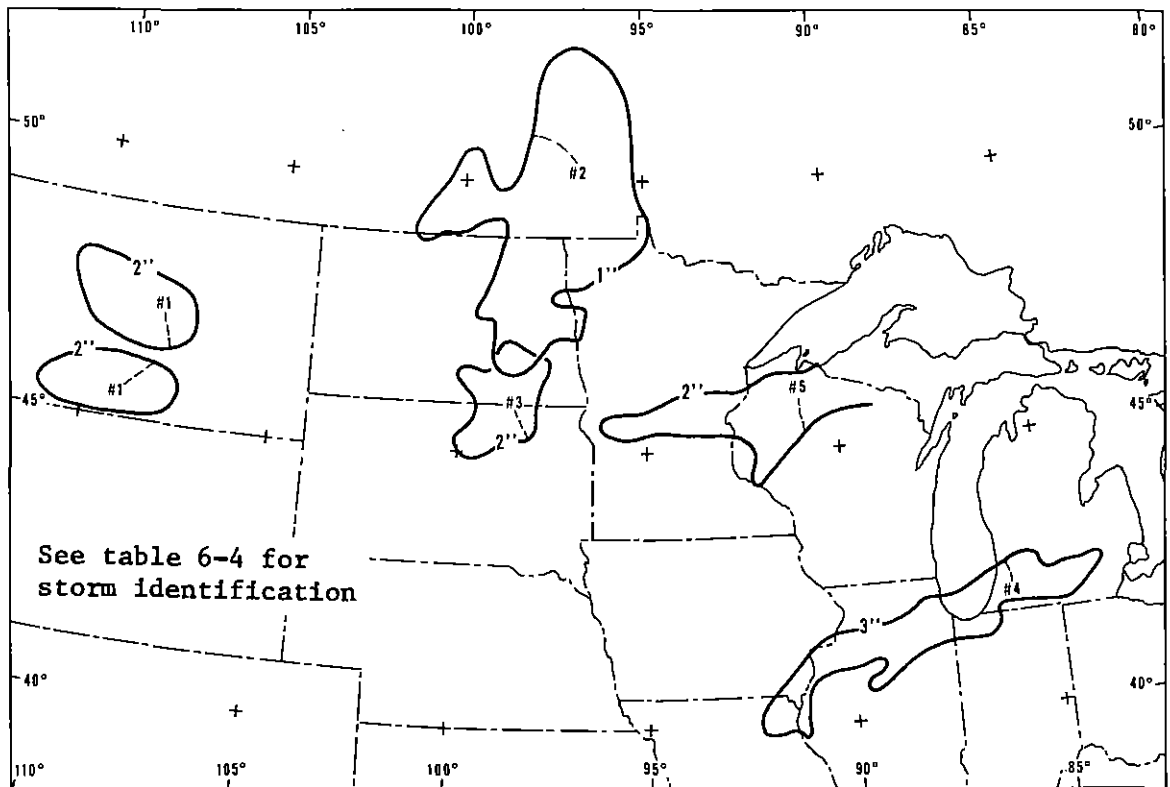 110° 105° 100° 95° 90° 85° 80°
50° 50°
#2
2"
#1
1"
2"
#1
45° 2" #5 45°
#3
2"
See table 6-4 for
storm identification
#4
3"
40° 40°
110° 105° 100° 95° 90° 85°